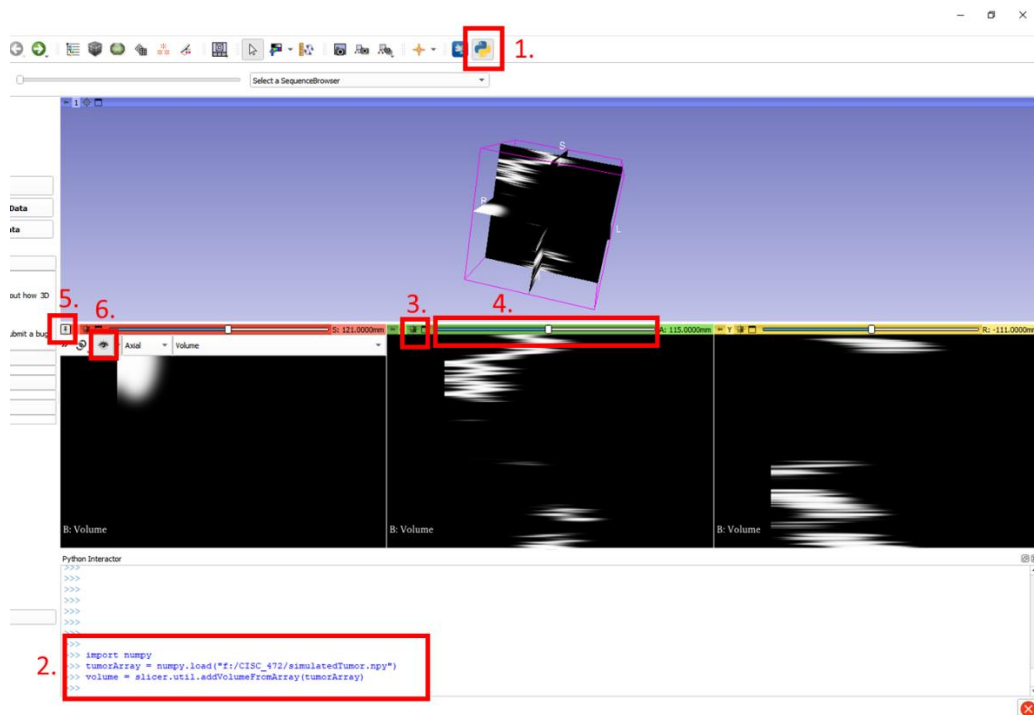 1.
Select a SequenceBrowser
1
S
R
L
Data
ata
out how 3D
ubmit a bug
5.
6.
3.
4.
S: 121.0000mm
A: 115.0000mm
Y
R: -111.0000mm
Axial
Volume
B: Volume
B: Volume
B: Volume
Python Interactor
>>>
>>>
>>>
>>>
>>>
>>>
>>>
>>>
2.
>>> import numpy
>>> tumorArray = numpy.load("f:/CISC_472/simulatedTumor.npy")
>>> volume = slicer.util.addVolumeFromArray(tumorArray)
>>>